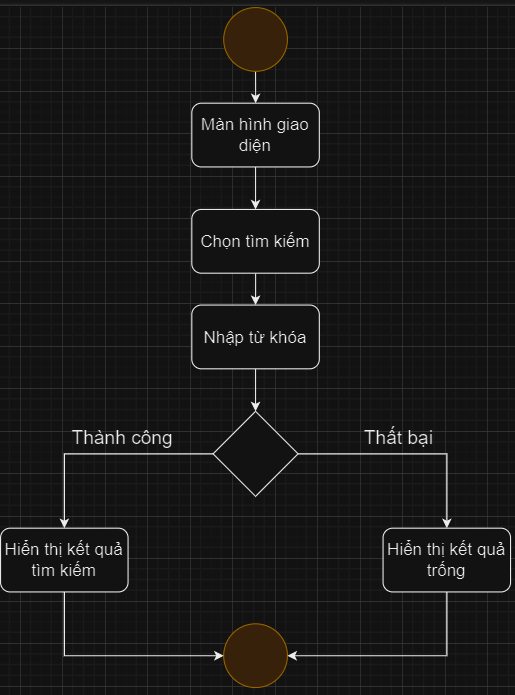 Màn hình giao
diện
Chọn tìm kiếm
Nhập từ khóa
Thành công
Thất bại
Hiển thị kết quả
tìm kiếm
Hiển thị kết quả
trống